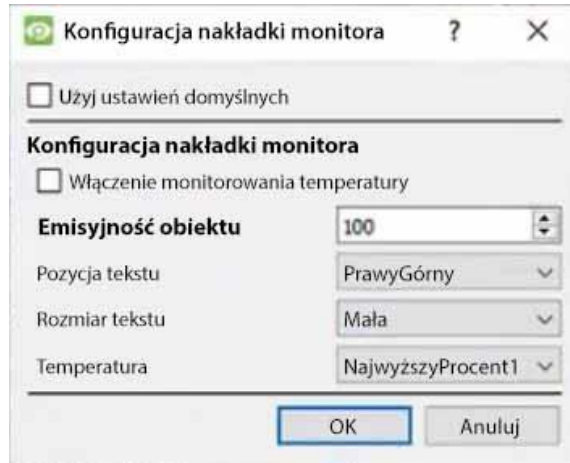 Konfiguracja nakładki monitora ?
Użyj ustawień domyślnych
Konfiguracja nakładki monitora
Włączenie monitorowania temperatury
Emisyjność obiektu 100
Pozycja tekstu PrawyGórny
Rozmiar tekstu Mała
Temperatura NajwyższyProcent1
OK Anuluj